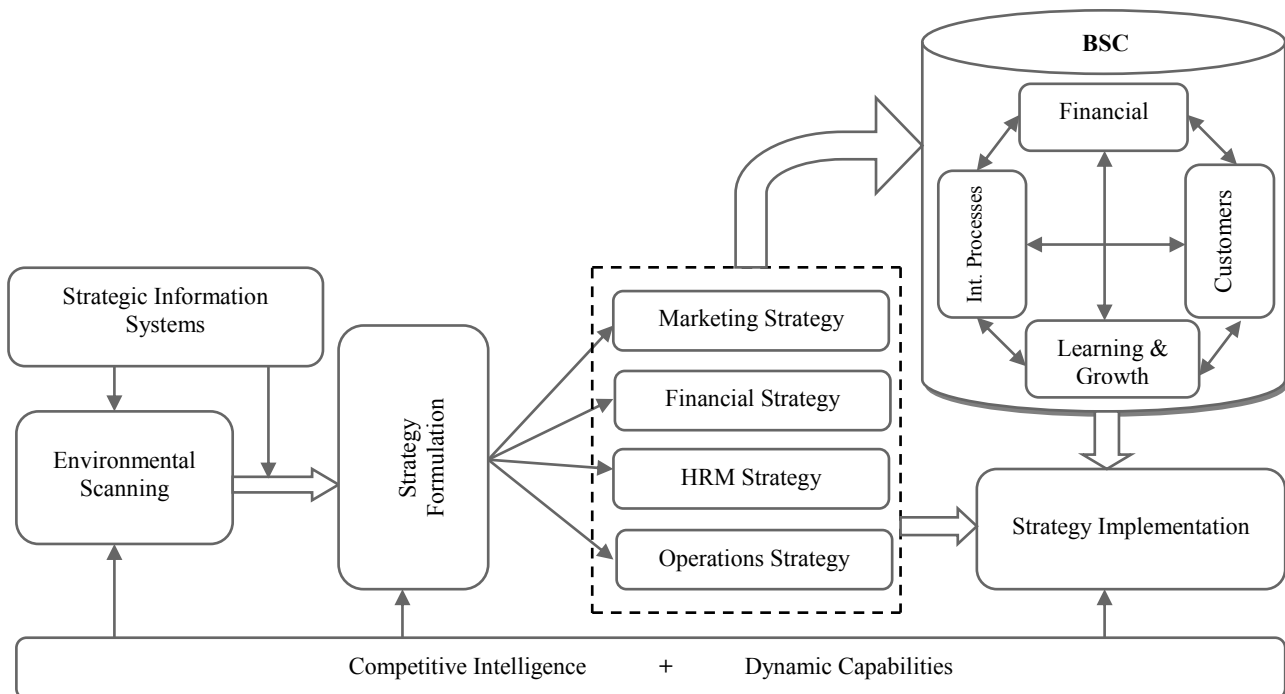 BSC
Financial
Int. Processes
Customers
Learning &
Growth
Strategic Information
Systems
Environmental
Scanning
Strategy
Formulation
Marketing Strategy
Financial Strategy
HRM Strategy
Operations Strategy
Strategy Implementation
Competitive Intelligence + Dynamic Capabilities